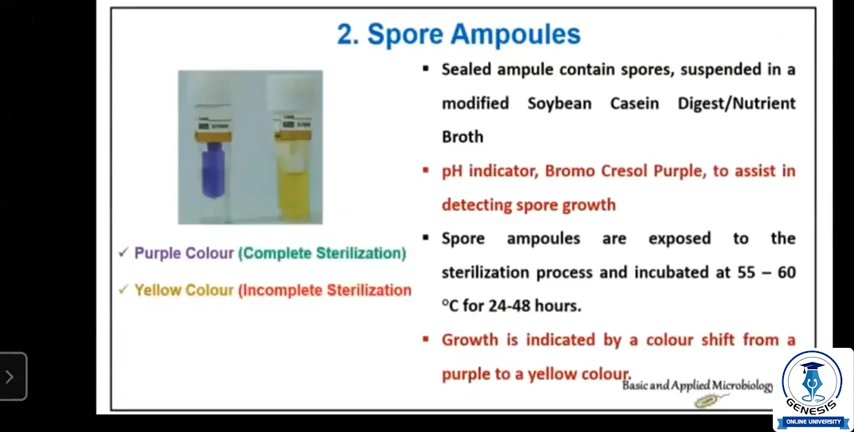 2. Spore Ampoules
▪ Sealed ampule contain spores, suspended in a
modified Soybean Casein Digest/Nutrient
Broth
▪ pH indicator, Bromo Cresol Purple, to assist in
detecting spore growth
▪ Spore ampoules are exposed to the
sterilization process and incubated at 55 – 60
°C for 24-48 hours.
▪ Growth is indicated by a colour shift from a
purple to a yellow colour.
✓ Purple Colour (Complete Sterilization)
✓ Yellow Colour (Incomplete Sterilization
Basic and Applied Microbiology
GENESIS
ONLINE UNIVERSITY